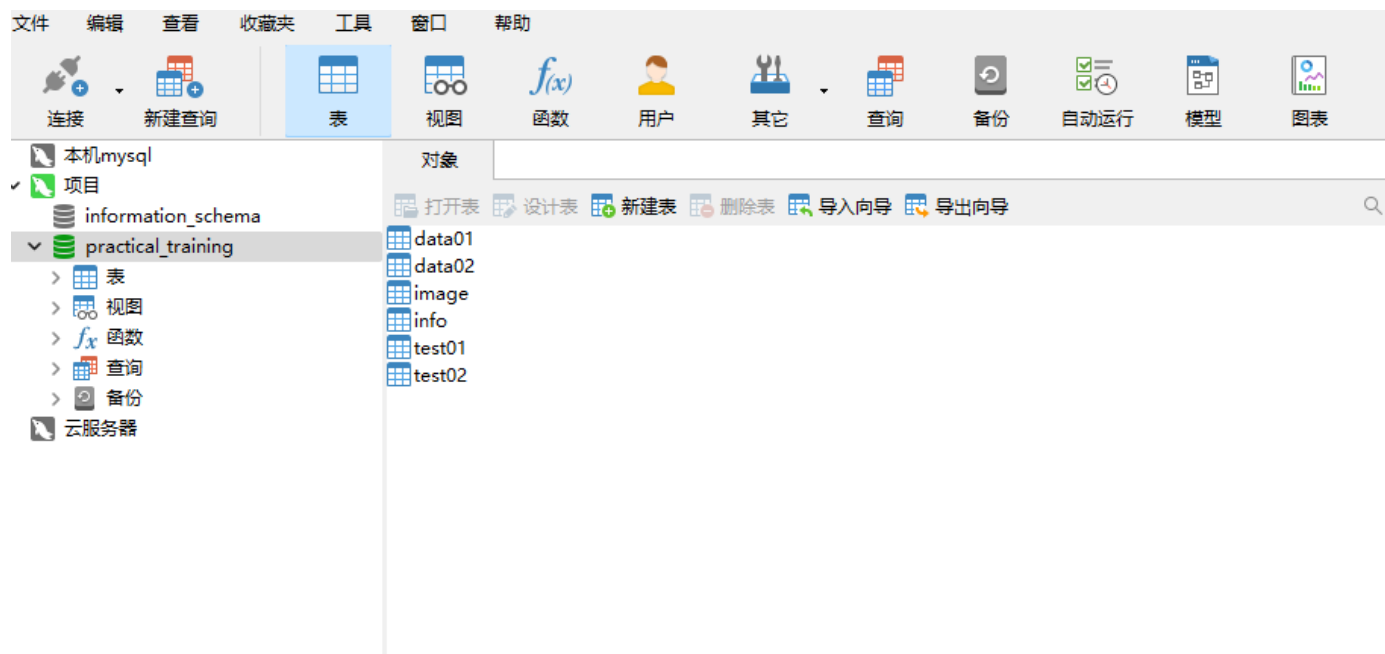 文件 编辑 查看 收藏夹 工具 窗口 帮助
连接 新建查询 表 视图 函数 用户 其它 查询 备份 自动运行 模型 图表
本机mysql
项目
information_schema
practical_training
表
视图
函数
查询
备份
云服务器
对象
打开表 设计表 新建表 删除表 导入向导 导出向导
data01
data02
image
info
test01
test02